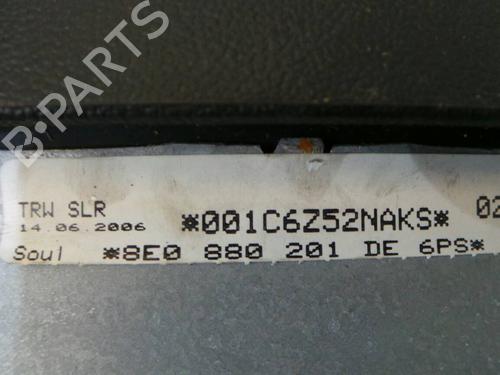 B-PARTS
TRW SLR
14.06.2006
*001C6Z52NAKS*
02
Soul *8E0 880 201 DE 6PS*